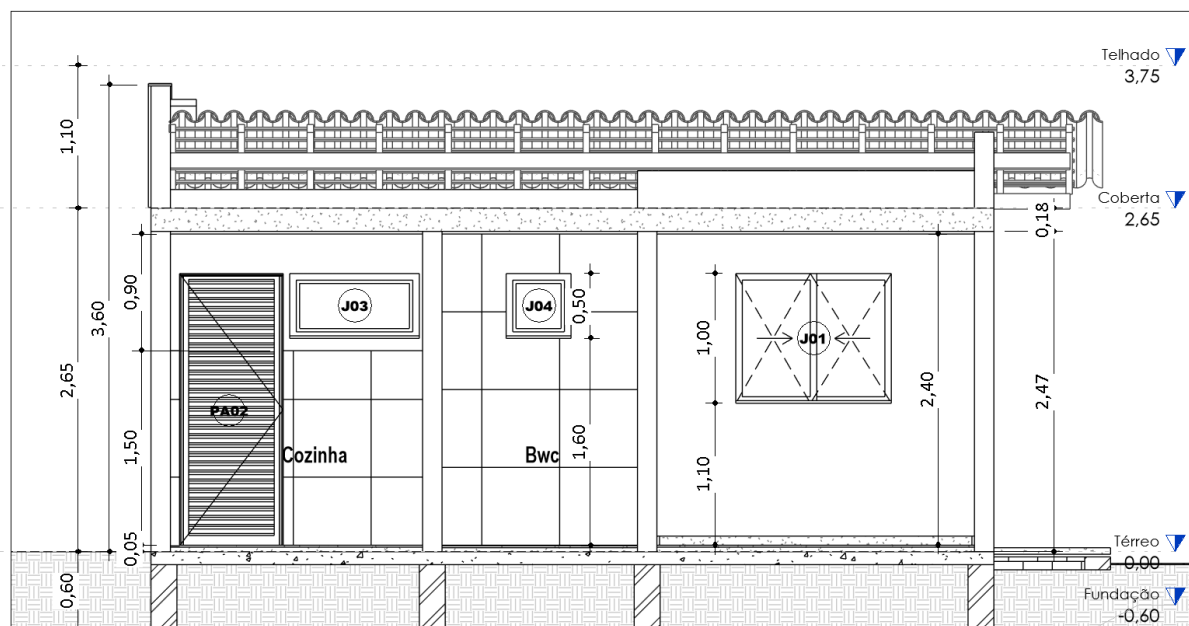 Telhado
3,75
1,10
3,60
Coberta
2,65
0,18
2,65
0,90
J03
J04
0,50
1,00
J01
2,40
2,47
PA02
1,50
Cozinha
Bwc
1,60
1,10
0,05
Térreo
0,00
0,60
Fundação
-0,60